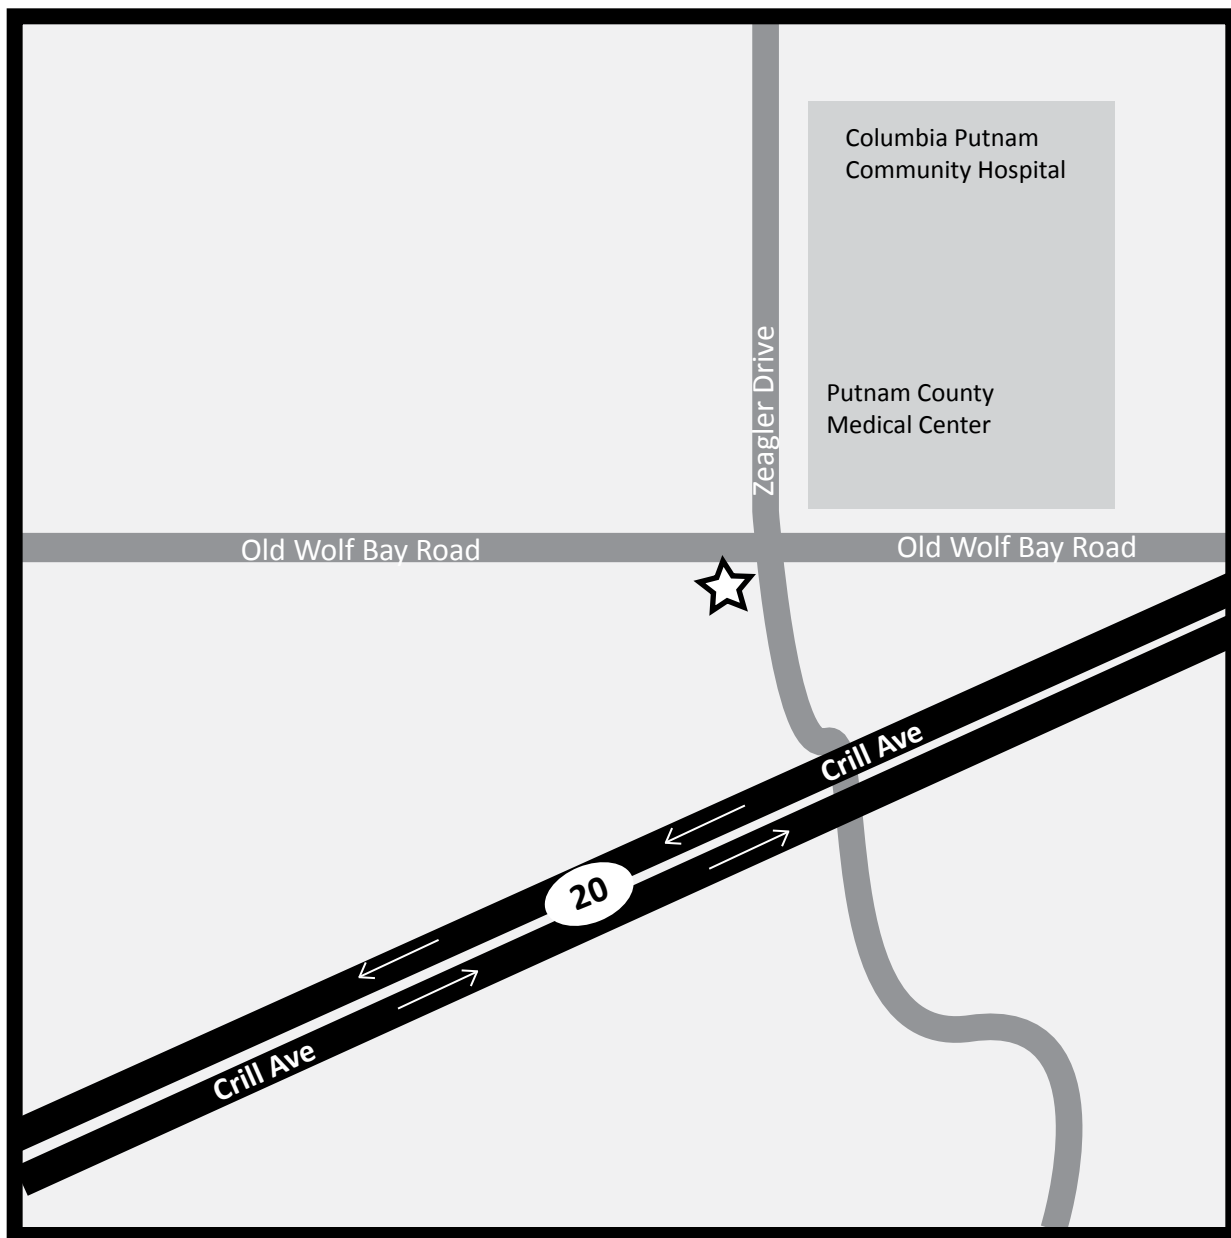 Columbia Putnam
Community Hospital
Zeagler Drive
Putnam County
Medical Center
Old Wolf Bay Road
Old Wolf Bay Road
Crill Ave
20
Crill Ave